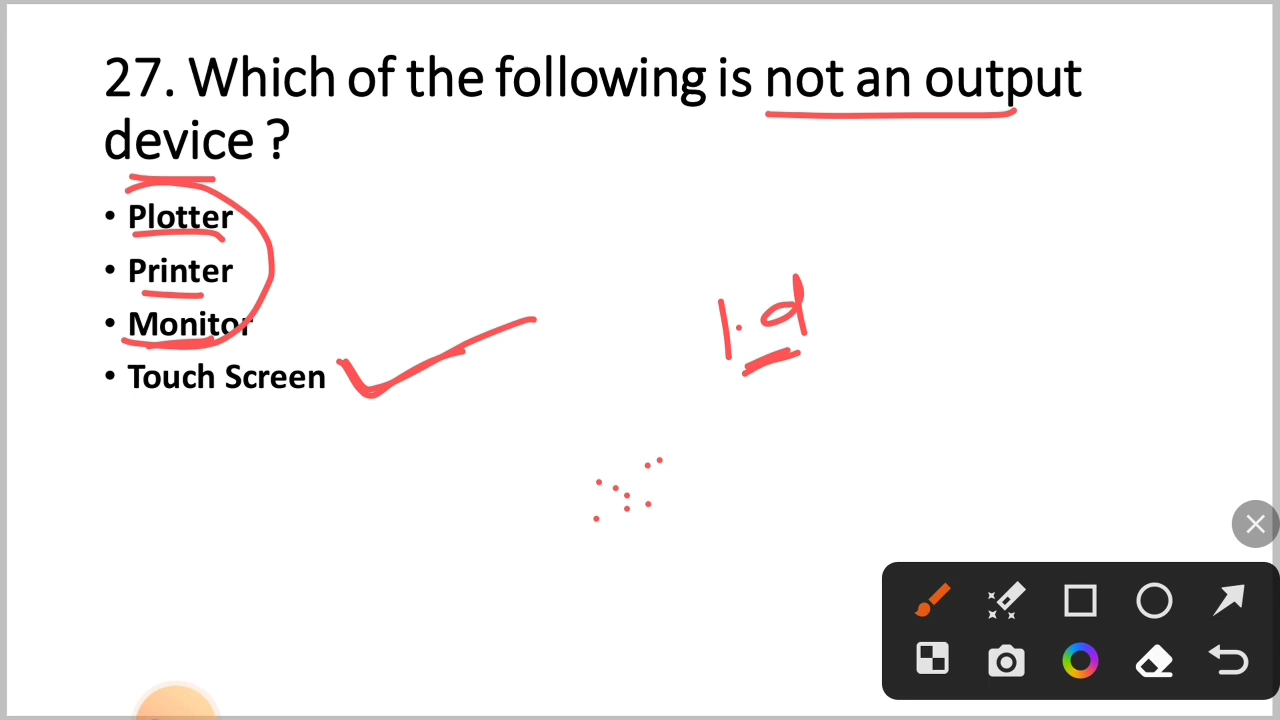 27. Which of the following is not an output
device ?
• Plotter
• Printer
• Monitor
• Touch Screen
I.d